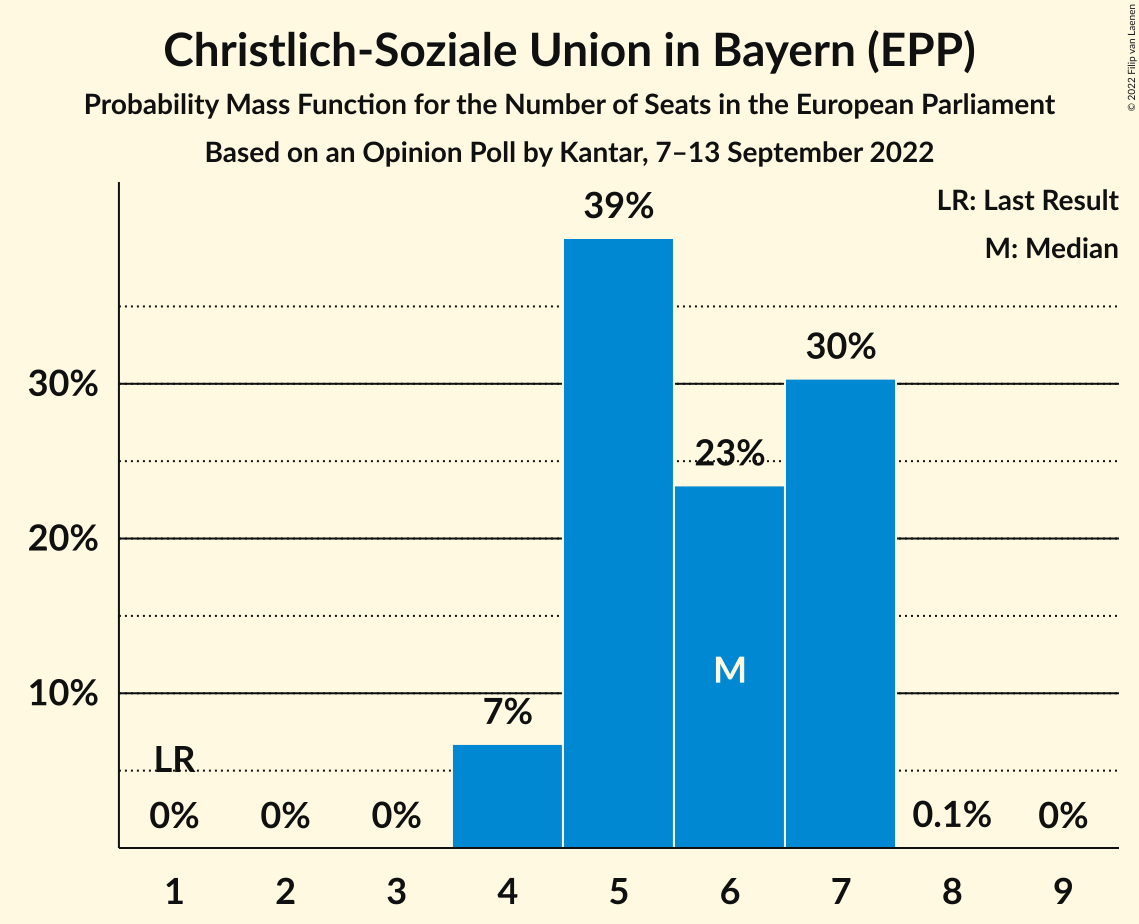 Christlich-Soziale Union in Bayern (EPP)
Probability Mass Function for the Number of Seats in the European Parliament
Based on an Opinion Poll by Kantar, 7–13 September 2022
© 2022 Filip van Laenen
LR: Last Result
M: Median
39%
30%
30%
23%
20%
M
10%
7%
LR
0%
0%
0%
0.1%
0%
1 2 3 4 5 6 7 8 9